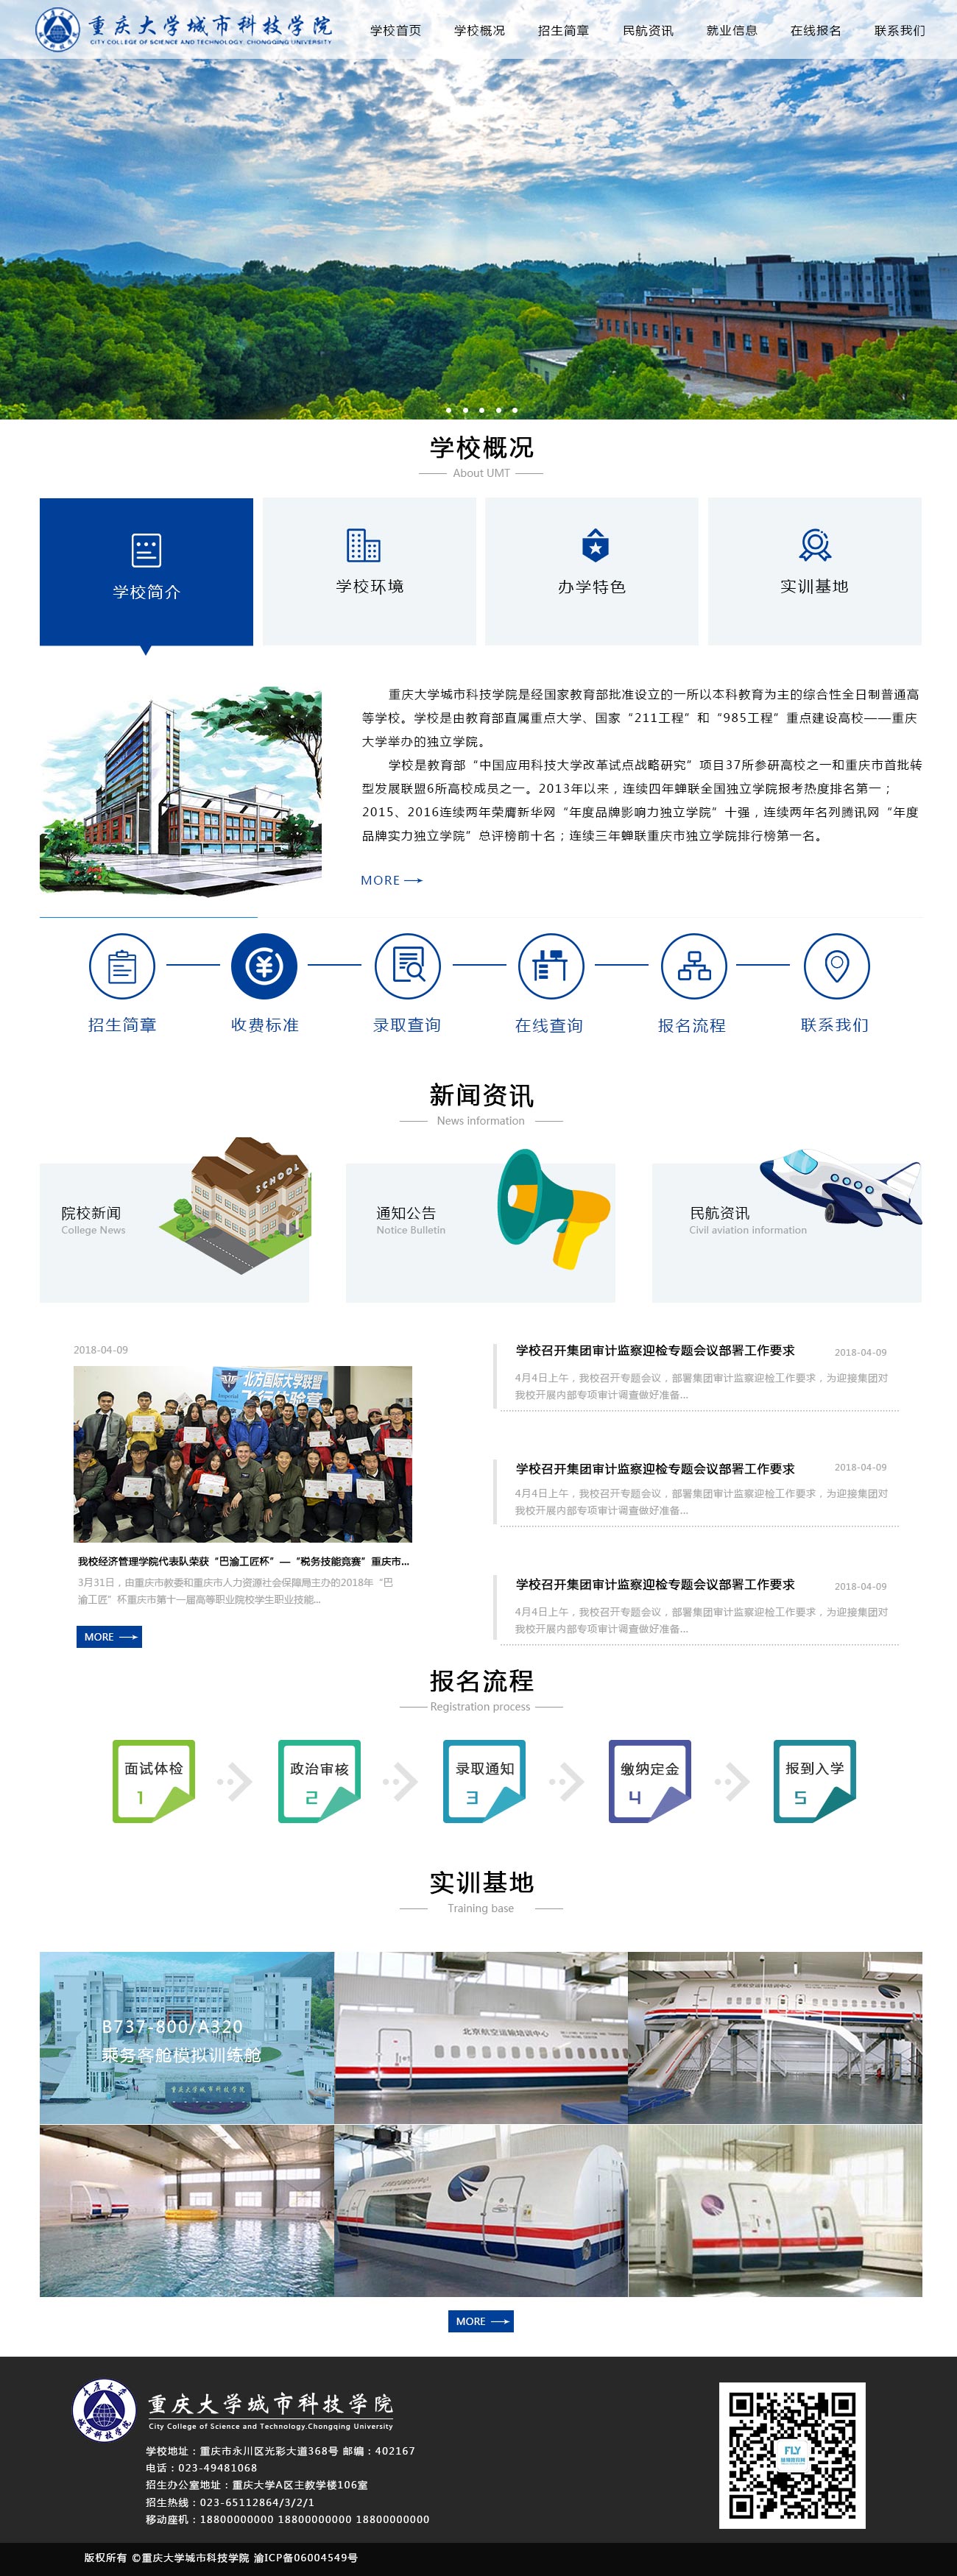 重庆大学城市科技学院
CITY COLLEGE OF SCIENCE AND TECHNOLOGY, CHONGQING UNIVERSITY
学校首页 学校概况 招生简章 民航资讯 就业信息 在线报名 联系我们
学校概况
About UMT
学校简介 学校环境 办学特色 实训基地
重庆大学城市科技学院是经国家教育部批准设立的一所以本科教育为主的综合性全日制普通高
等学校。学校是由教育部直属重点大学、国家“211工程”和“985工程”重点建设高校——重庆
大学举办的独立学院。
学校是教育部“中国应用科技大学改革试点战略研究”项目37所参研高校之一和重庆市首批转
型发展联盟6所高校成员之一。2013年以来，连续四年蝉联全国独立学院报考热度排名第一；
2015、2016连续两年荣膺新华网“年度品牌影响力独立学院”十强，连续两年名列腾讯网“年度
品牌实力独立学院”总评榜前十名；连续三年蝉联重庆市独立学院排行榜第一名。
MORE
招生简章 收费标准 录取查询 在线查询 报名流程 联系我们
新闻资讯
News information
SCHOOL
院校新闻
College News
通知公告
Notice Bulletin
民航资讯
Civil aviation information
2018-04-09
北方国际大学联盟
飞行体验营
我校经济管理学院代表队荣获“巴渝工匠杯”—“税务技能竞赛”重庆市...
3月31日，由重庆市教委和重庆市人力资源社会保障局主办的2018年“巴
渝工匠”杯重庆市第十一届高等职业院校学生职业技能...
MORE
学校召开集团审计监察迎检专题会议部署工作要求 2018-04-09
4月4日上午，我校召开专题会议，部署集团审计监察迎检工作要求，为迎接集团对
我校开展内部专项审计调查做好准备...
学校召开集团审计监察迎检专题会议部署工作要求 2018-04-09
4月4日上午，我校召开专题会议，部署集团审计监察迎检工作要求，为迎接集团对
我校开展内部专项审计调查做好准备...
学校召开集团审计监察迎检专题会议部署工作要求 2018-04-09
4月4日上午，我校召开专题会议，部署集团审计监察迎检工作要求，为迎接集团对
我校开展内部专项审计调查做好准备...
报名流程
Registration process
面试体检 政治审核 录取通知 缴纳定金 报到入学
1 2 3 4 5
实训基地
Training base
B737-800/A320
乘务客舱模拟训练舱
重庆大学城市科技学院
北京航空运输培训中心
MORE
重庆大学城市科技学院
City College of Science and Technology.Chongqing University
学校地址：重庆市永川区光彩大道368号 邮编：402167
电话：023-49481068
招生办公室地址：重庆大学A区主教学楼106室
招生热线：023-65112864/3/2/1
移动座机：18800000000 18800000000 18800000000
FLY
版权所有 ©重庆大学城市科技学院 渝ICP备06004549号